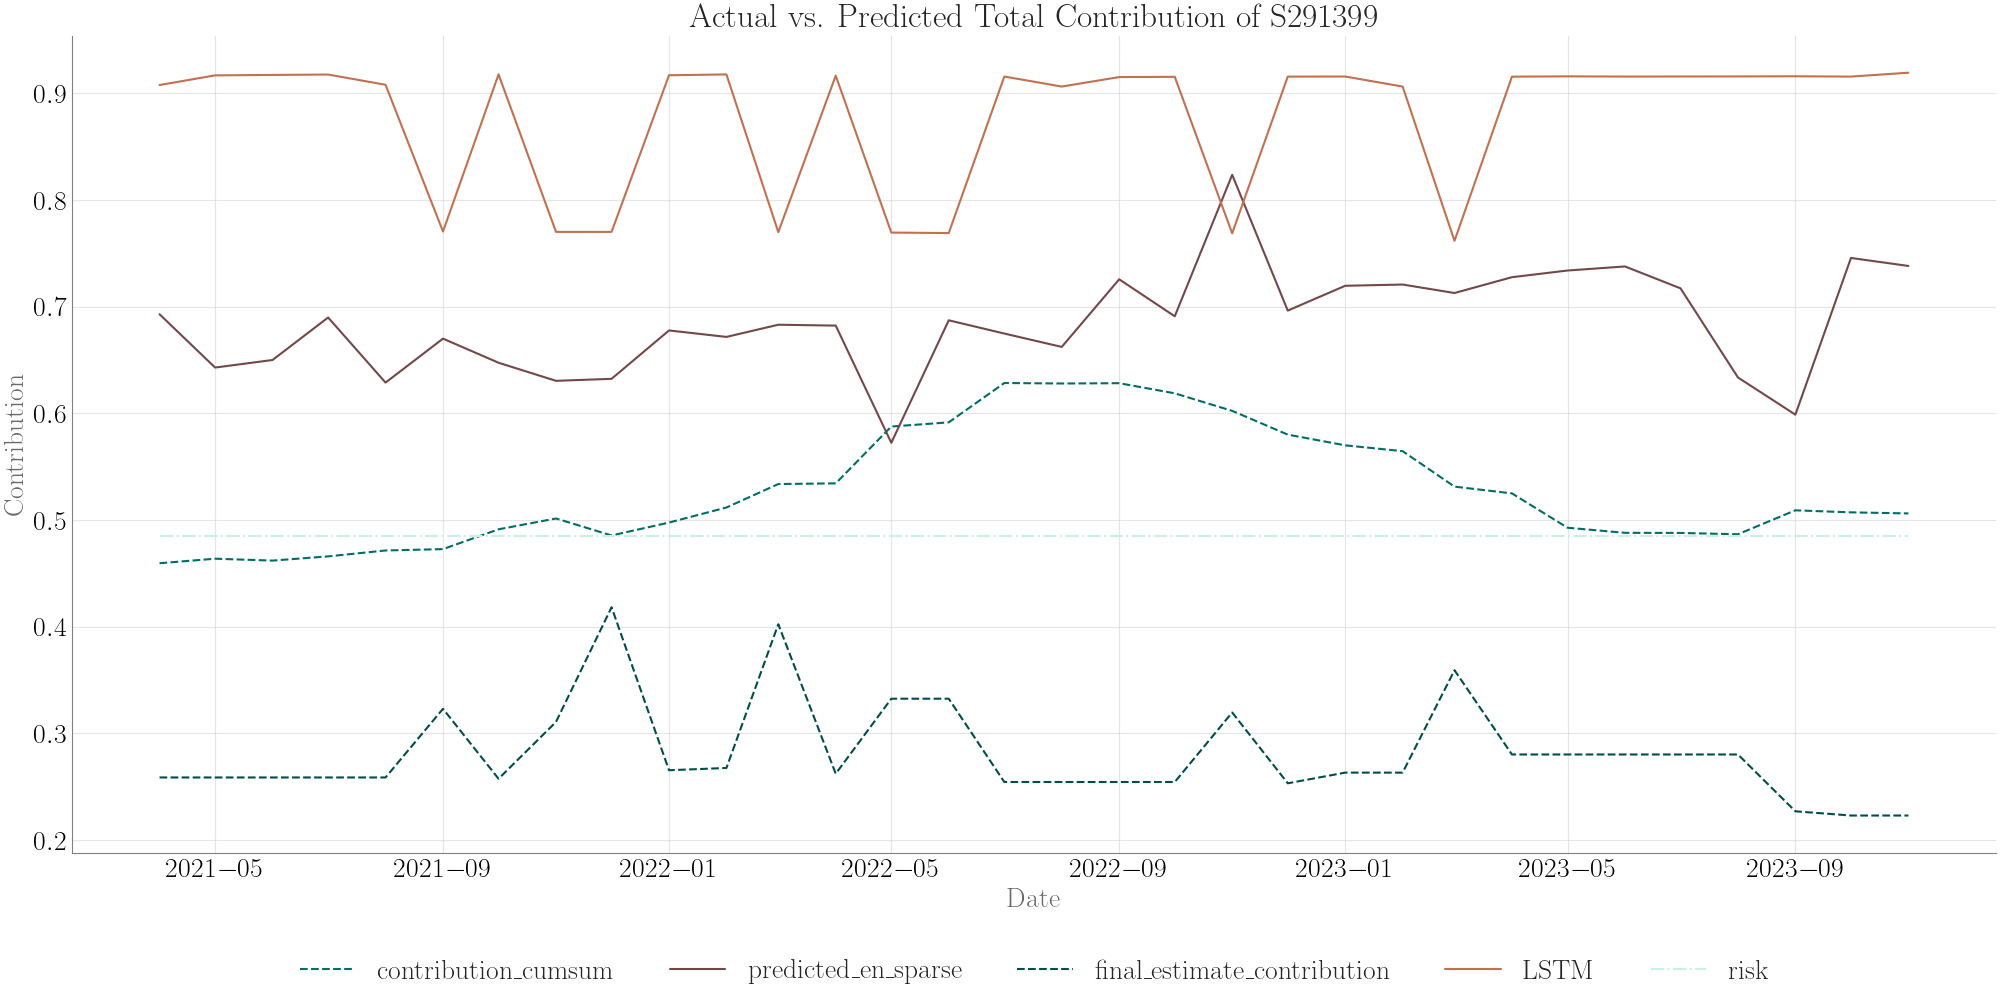 Actual vs. Predicted Total Contribution of S291399
Contribution
0.9
0.8
0.7
0.6
0.5
0.4
0.3
0.2
2021−05 2021−09 2022−01 2022−05 2022−09 2023−01 2023−05 2023−09
Date
contribution_cumsum predicted_en_sparse final_estimate_contribution LSTM risk